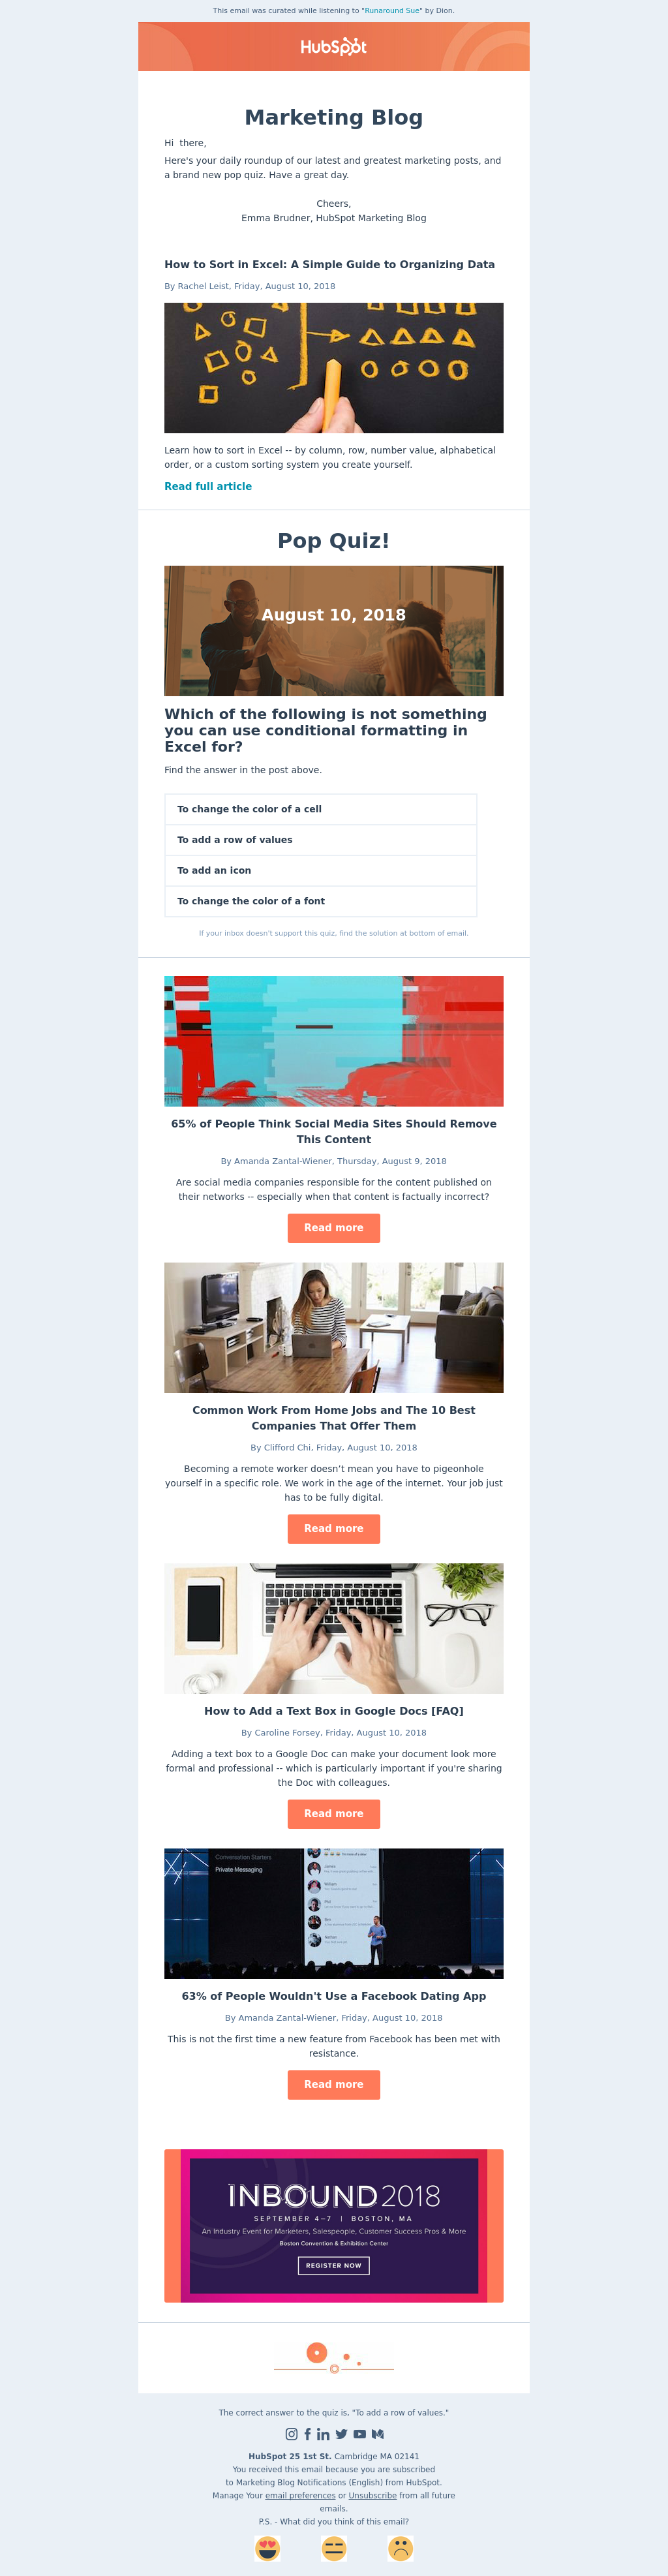 This email was curated while listening to "Runaround Sue" by Dion.
HubSpot
Marketing Blog
Hi there,
Here's your daily roundup of our latest and greatest marketing posts, and
a brand new pop quiz. Have a great day.
Cheers,
Emma Brudner, HubSpot Marketing Blog
How to Sort in Excel: A Simple Guide to Organizing Data
By Rachel Leist, Friday, August 10, 2018
Learn how to sort in Excel -- by column, row, number value, alphabetical
order, or a custom sorting system you create yourself.
Read full article
Pop Quiz!
August 10, 2018
Which of the following is not something
you can use conditional formatting in
Excel for?
Find the answer in the post above.
To change the color of a cell
To add a row of values
To add an icon
To change the color of a font
If your inbox doesn't support this quiz, find the solution at bottom of email.
65% of People Think Social Media Sites Should Remove
This Content
By Amanda Zantal-Wiener, Thursday, August 9, 2018
Are social media companies responsible for the content published on
their networks -- especially when that content is factually incorrect?
Read more
Common Work From Home Jobs and The 10 Best
Companies That Offer Them
By Clifford Chi, Friday, August 10, 2018
Becoming a remote worker doesn’t mean you have to pigeonhole
yourself in a specific role. We work in the age of the internet. Your job just
has to be fully digital.
Read more
How to Add a Text Box in Google Docs [FAQ]
By Caroline Forsey, Friday, August 10, 2018
Adding a text box to a Google Doc can make your document look more
formal and professional -- which is particularly important if you're sharing
the Doc with colleagues.
Read more
Conversation Starters
Private Messaging
James
William
Phil
Ben
Nathan
63% of People Wouldn't Use a Facebook Dating App
By Amanda Zantal-Wiener, Friday, August 10, 2018
This is not the first time a new feature from Facebook has been met with
resistance.
Read more
INBOUND 2018
SEPTEMBER 4–7 | BOSTON, MA
An Industry Event for Marketers, Salespeople, Customer Success Pros & More
Boston Convention & Exhibition Center
REGISTER NOW
The correct answer to the quiz is, "To add a row of values."
HubSpot 25 1st St. Cambridge MA 02141
You received this email because you are subscribed
to Marketing Blog Notifications (English) from HubSpot.
Manage Your email preferences or Unsubscribe from all future
emails.
P.S. - What did you think of this email?